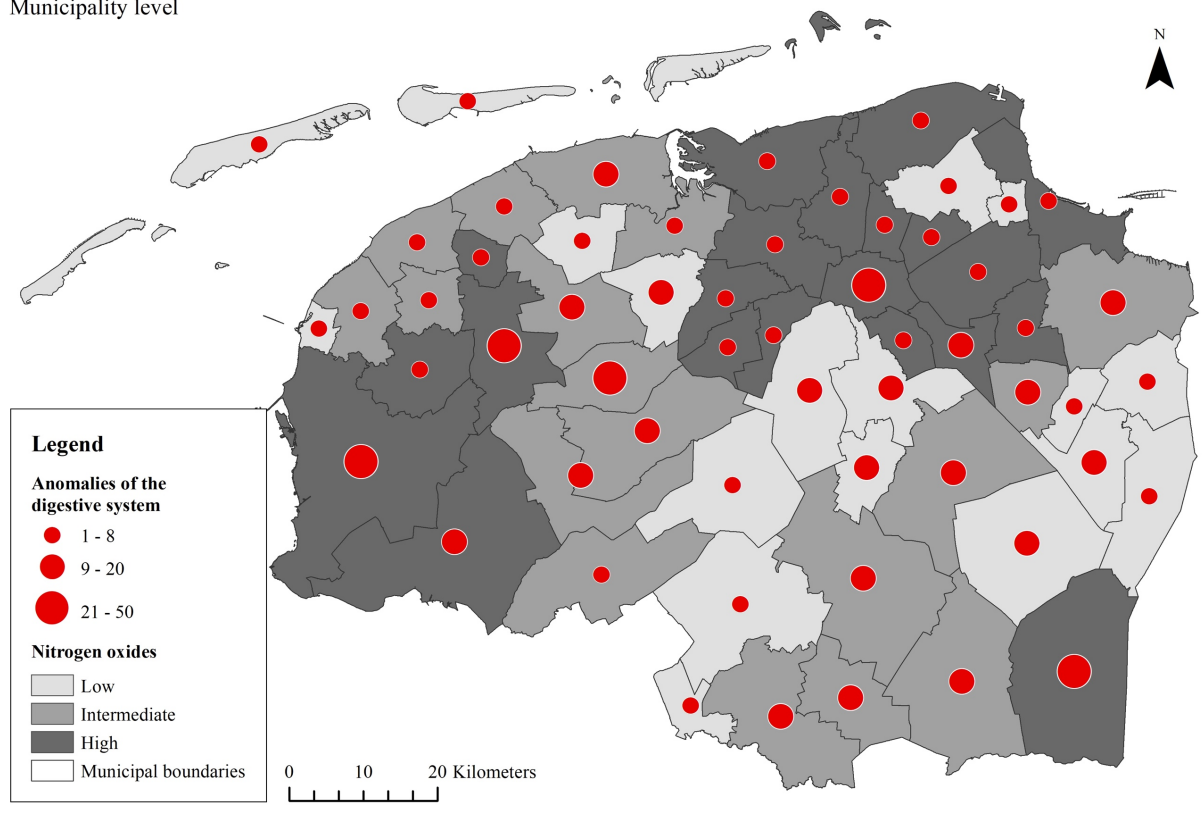 Municipality level
N
Legend
Anomalies of the
digestive system
1 - 8
9 - 20
21 - 50
Nitrogen oxides
Low
Intermediate
High
Municipal boundaries
0 10 20 Kilometers